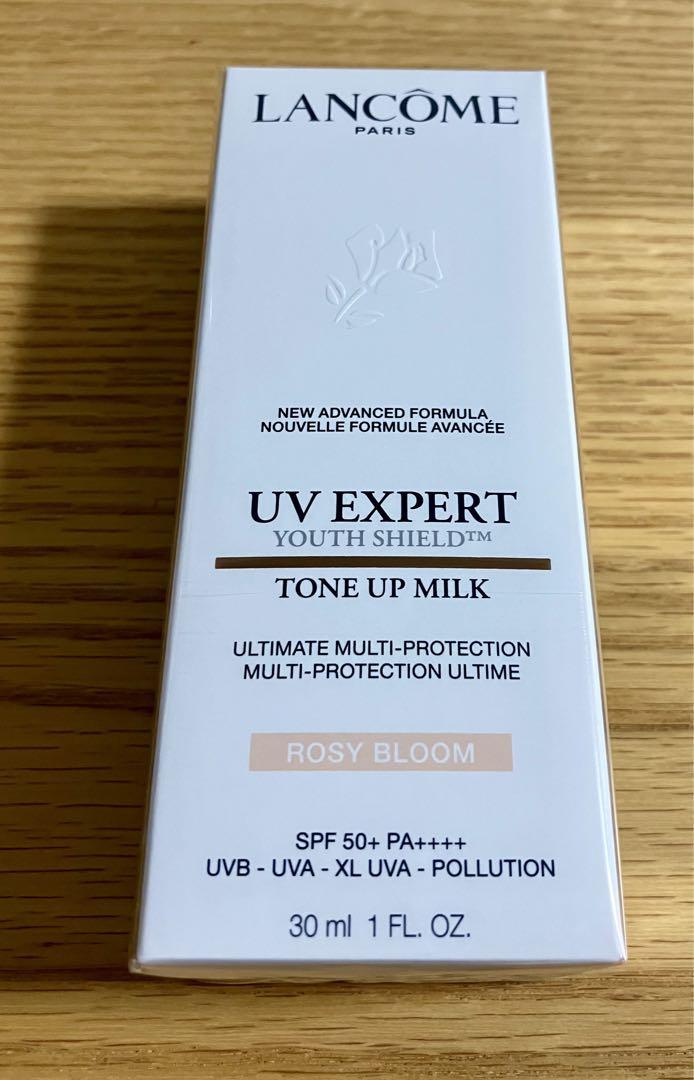 LANCÔME
PARIS
NEW ADVANCED FORMULA
NOUVELLE FORMULE AVANCÉE
UV EXPERT
YOUTH SHIELD™
TONE UP MILK
ULTIMATE MULTI-PROTECTION
MULTI-PROTECTION ULTIME
ROSY BLOOM
SPF 50+ PA++++
UVB - UVA - XL UVA - POLLUTION
30 ml 1 FL. OZ.